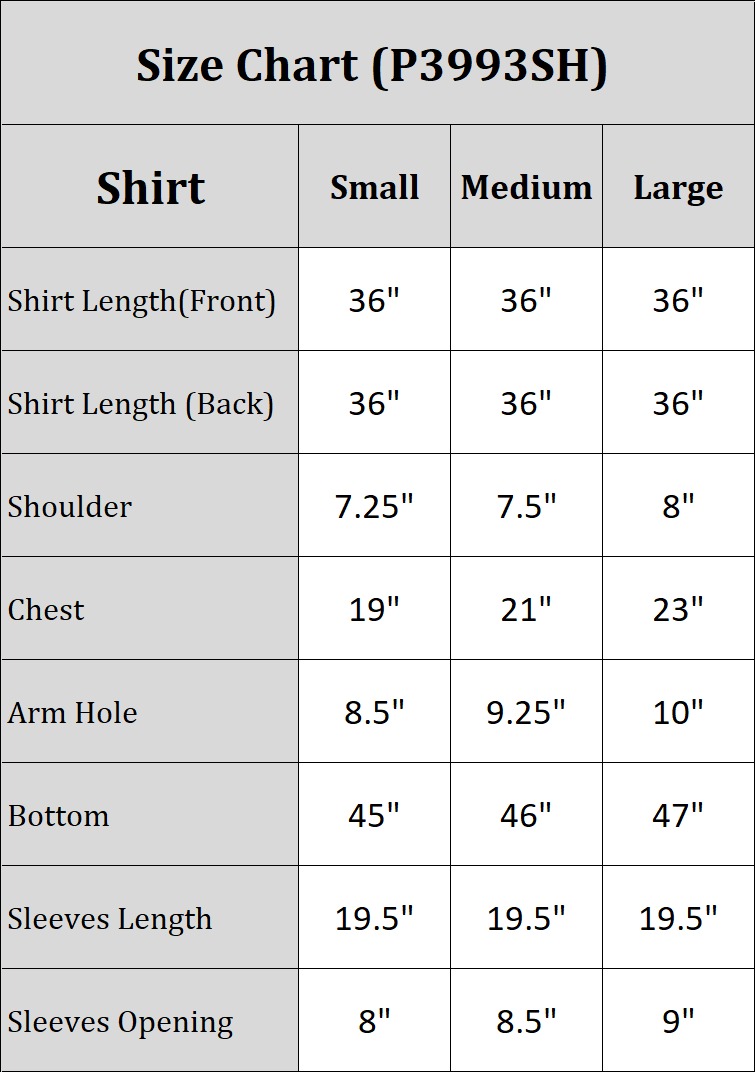 Size Chart (P3993SH)
Shirt Small Medium Large
Shirt Length(Front) 36" 36" 36"
Shirt Length (Back) 36" 36" 36"
Shoulder 7.25" 7.5" 8"
Chest 19" 21" 23"
Arm Hole 8.5" 9.25" 10"
Bottom 45" 46" 47"
Sleeves Length 19.5" 19.5" 19.5"
Sleeves Opening 8" 8.5" 9"